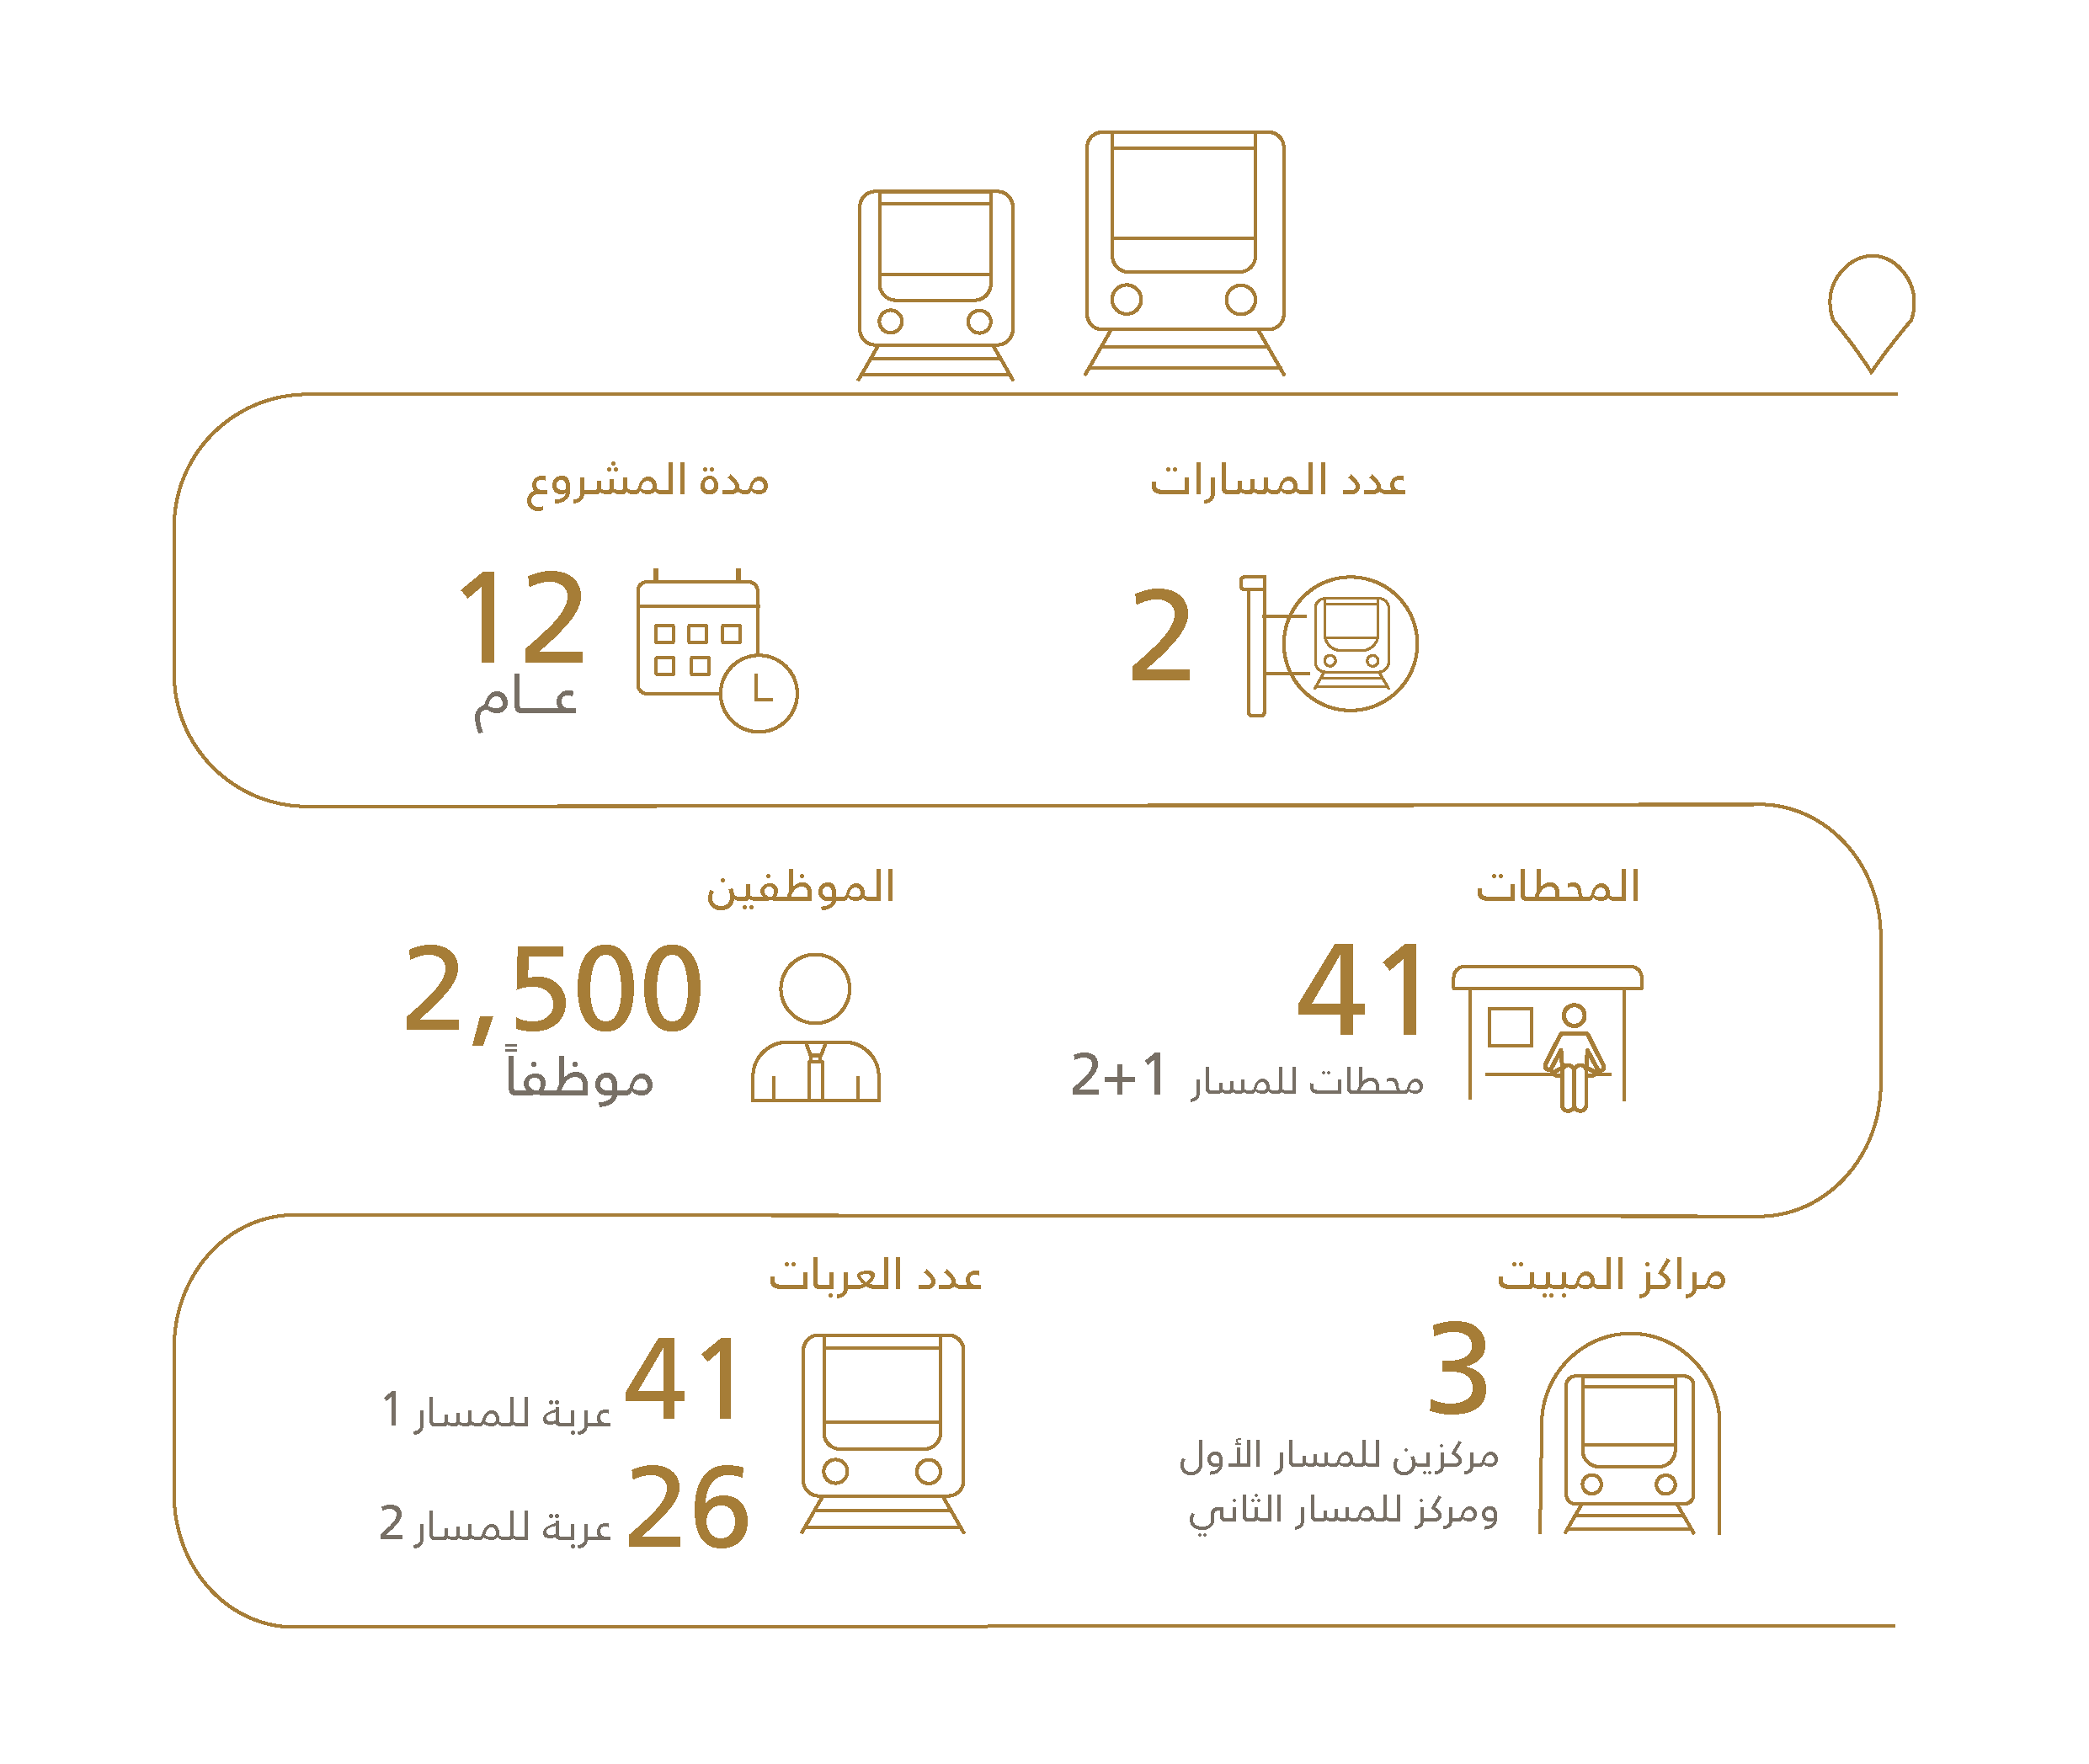 عدد المسارات
2
مدة المشروع
12
عـام
المحطات
41
محطات للمسار 1+2
الموظفين
2,500
موظفاً
مراكز المبيت
3
مركزين للمسار الأول
ومركز للمسار الثاني
عدد العربات
41 عربة للمسار 1
26 عربة للمسار 2